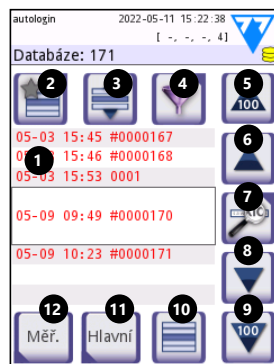 autologin 2022-05-11 15:22:38
[ -, -, -, 4]
77
Databáze: 171
2 3 4 5
100
05-03 15:45 #0000167
1 15:46 #0000168
6
05-03 15:53 0001
7
05-09 09:49 #0000170
8
05-09 10:23 #0000171
12 11 10 9
Měř. Hlavní 100